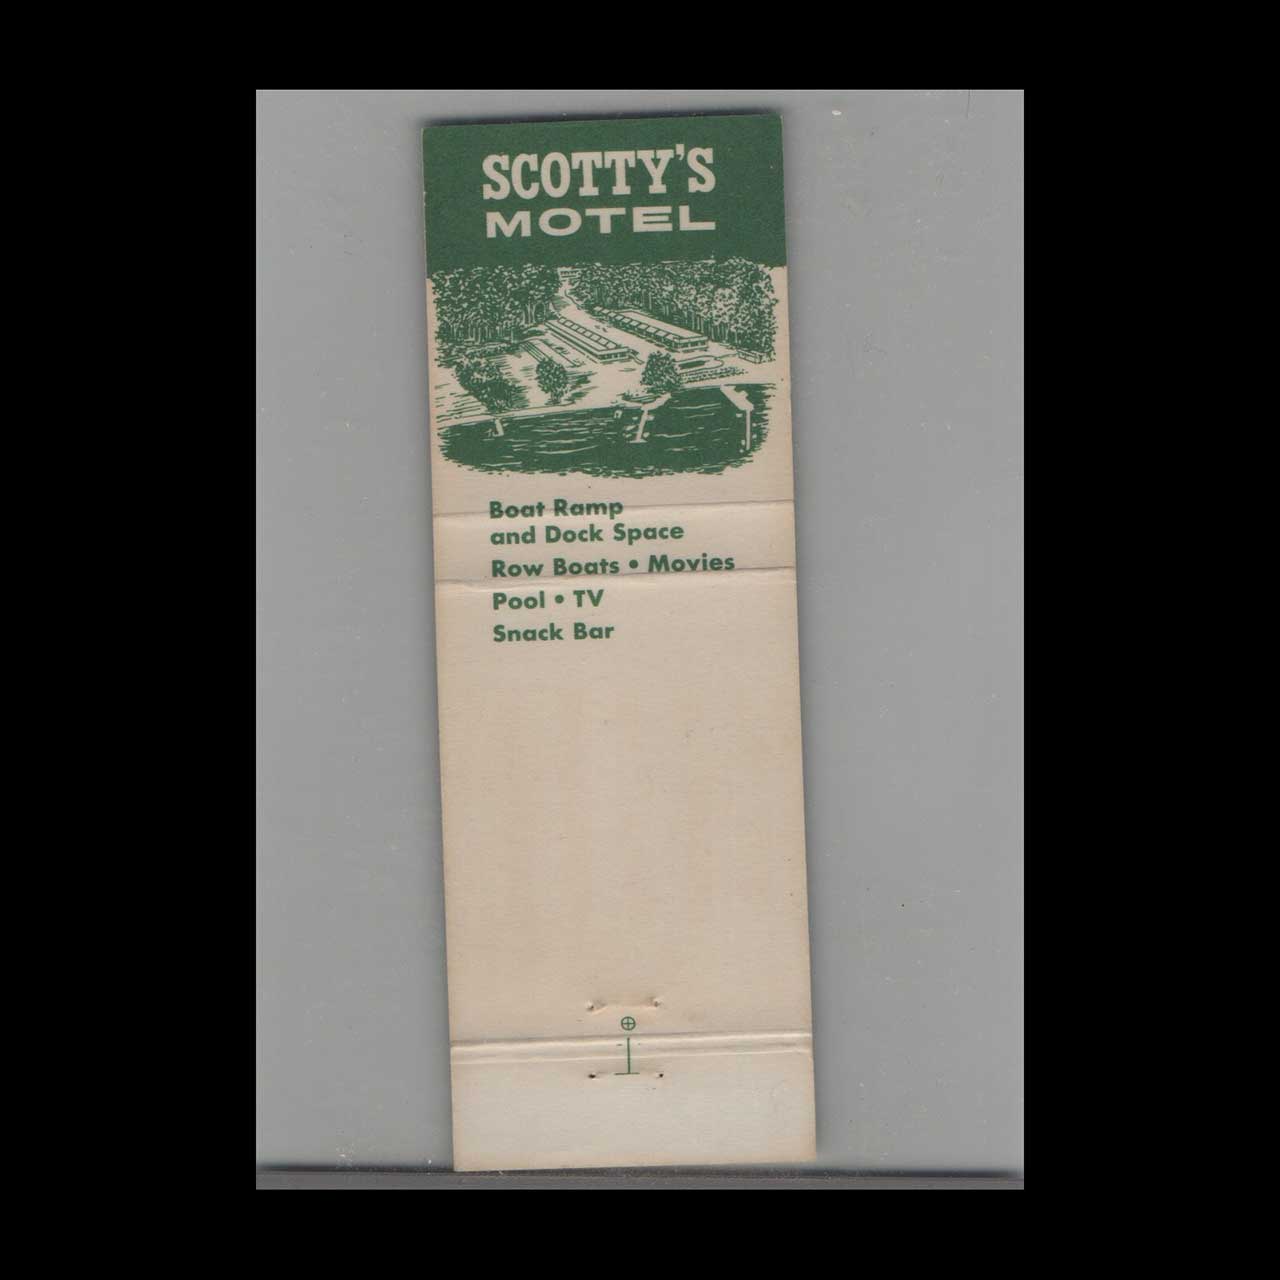 SCOTTY'S
MOTEL
Boat Ramp
and Dock Space
Row Boats • Movies
Pool • TV
Snack Bar